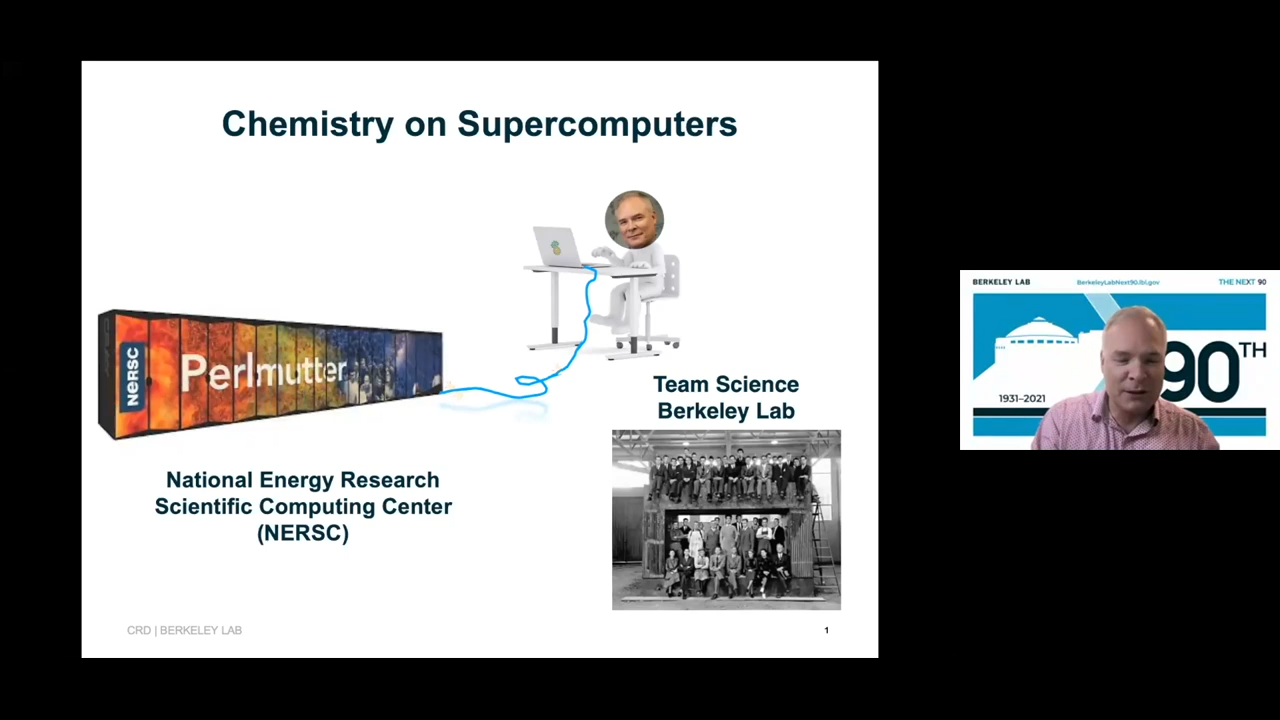 Chemistry on Supercomputers
NERSC
Perlmutter
National Energy Research
Scientific Computing Center
(NERSC)
Team Science
Berkeley Lab
CRD | BERKELEY LAB
1
BERKELEY LAB
BerkeleyLabNext90.lbl.gov
THE NEXT 90
90TH
1931–2021